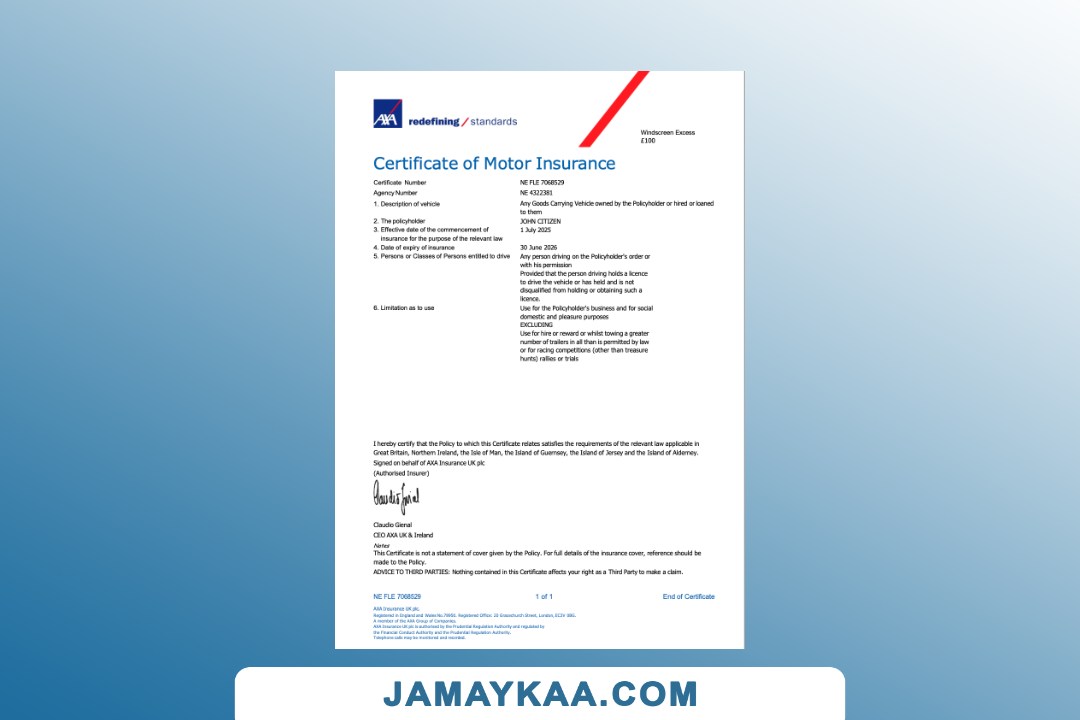 AXA redefining / standards
Windscreen Excess
£100
Certificate of Motor Insurance
Certificate Number NE FLE 7068529
Agency Number NE 4322381
1. Description of vehicle Any Goods Carrying Vehicle owned by the Policyholder or hired or loaned
to them
2. The policyholder JOHN CITIZEN
3. Effective date of the commencement of 1 July 2025
insurance for the purpose of the relevant law
4. Date of expiry of insurance 30 June 2026
5. Persons or Classes of Persons entitled to drive Any person driving on the Policyholder's order or
with his permission
Provided that the person driving holds a licence
to drive the vehicle or has held and is not
disqualified from holding or obtaining such a
licence.
6. Limitation as to use Use for the Policyholder's business and for social
domestic and pleasure purposes
EXCLUDING
Use for hire or reward or whilst towing a greater
number of trailers in all than is permitted by law
or for racing competitions (other than treasure
hunts) rallies or trials
I hereby certify that the Policy to which this Certificate relates satisfies the requirements of the relevant law applicable in
Great Britain, Northern Ireland, the Isle of Man, the Island of Guernsey, the Island of Jersey and the Island of Alderney.
Signed on behalf of AXA Insurance UK plc
(Authorised Insurer)
Claudio Gienal
CEO AXA UK & Ireland
Notes
This Certificate is not a statement of cover given by the Policy. For full details of the insurance cover, reference should be
made to the Policy.
ADVICE TO THIRD PARTIES: Nothing contained in this Certificate affects your right as a Third Party to make a claim.
NE FLE 7068529 1 of 1 End of Certificate
AXA Insurance UK plc.
Registered in England and Wales No.78950. Registered Office: 20 Gracechurch Street, London, EC3V 0BG.
A member of the AXA Group of Companies.
AXA Insurance UK plc is authorised by the Prudential Regulation Authority and regulated by
the Financial Conduct Authority and the Prudential Regulation Authority.
Telephone calls may be monitored and recorded.
JAMAYKAA.COM